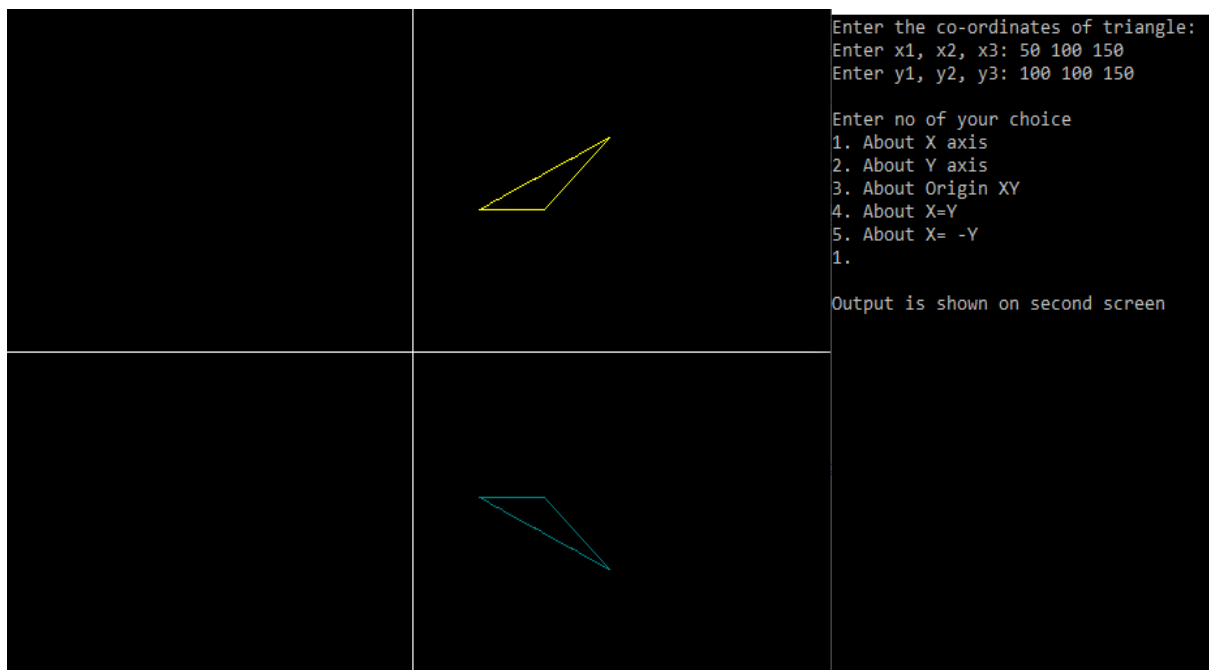 Enter the co-ordinates of triangle:
Enter x1, x2, x3: 50 100 150
Enter y1, y2, y3: 100 100 150
Enter no of your choice
1. About X axis
2. About Y axis
3. About Origin XY
4. About X=Y
5. About X= -Y
1.
Output is shown on second screen